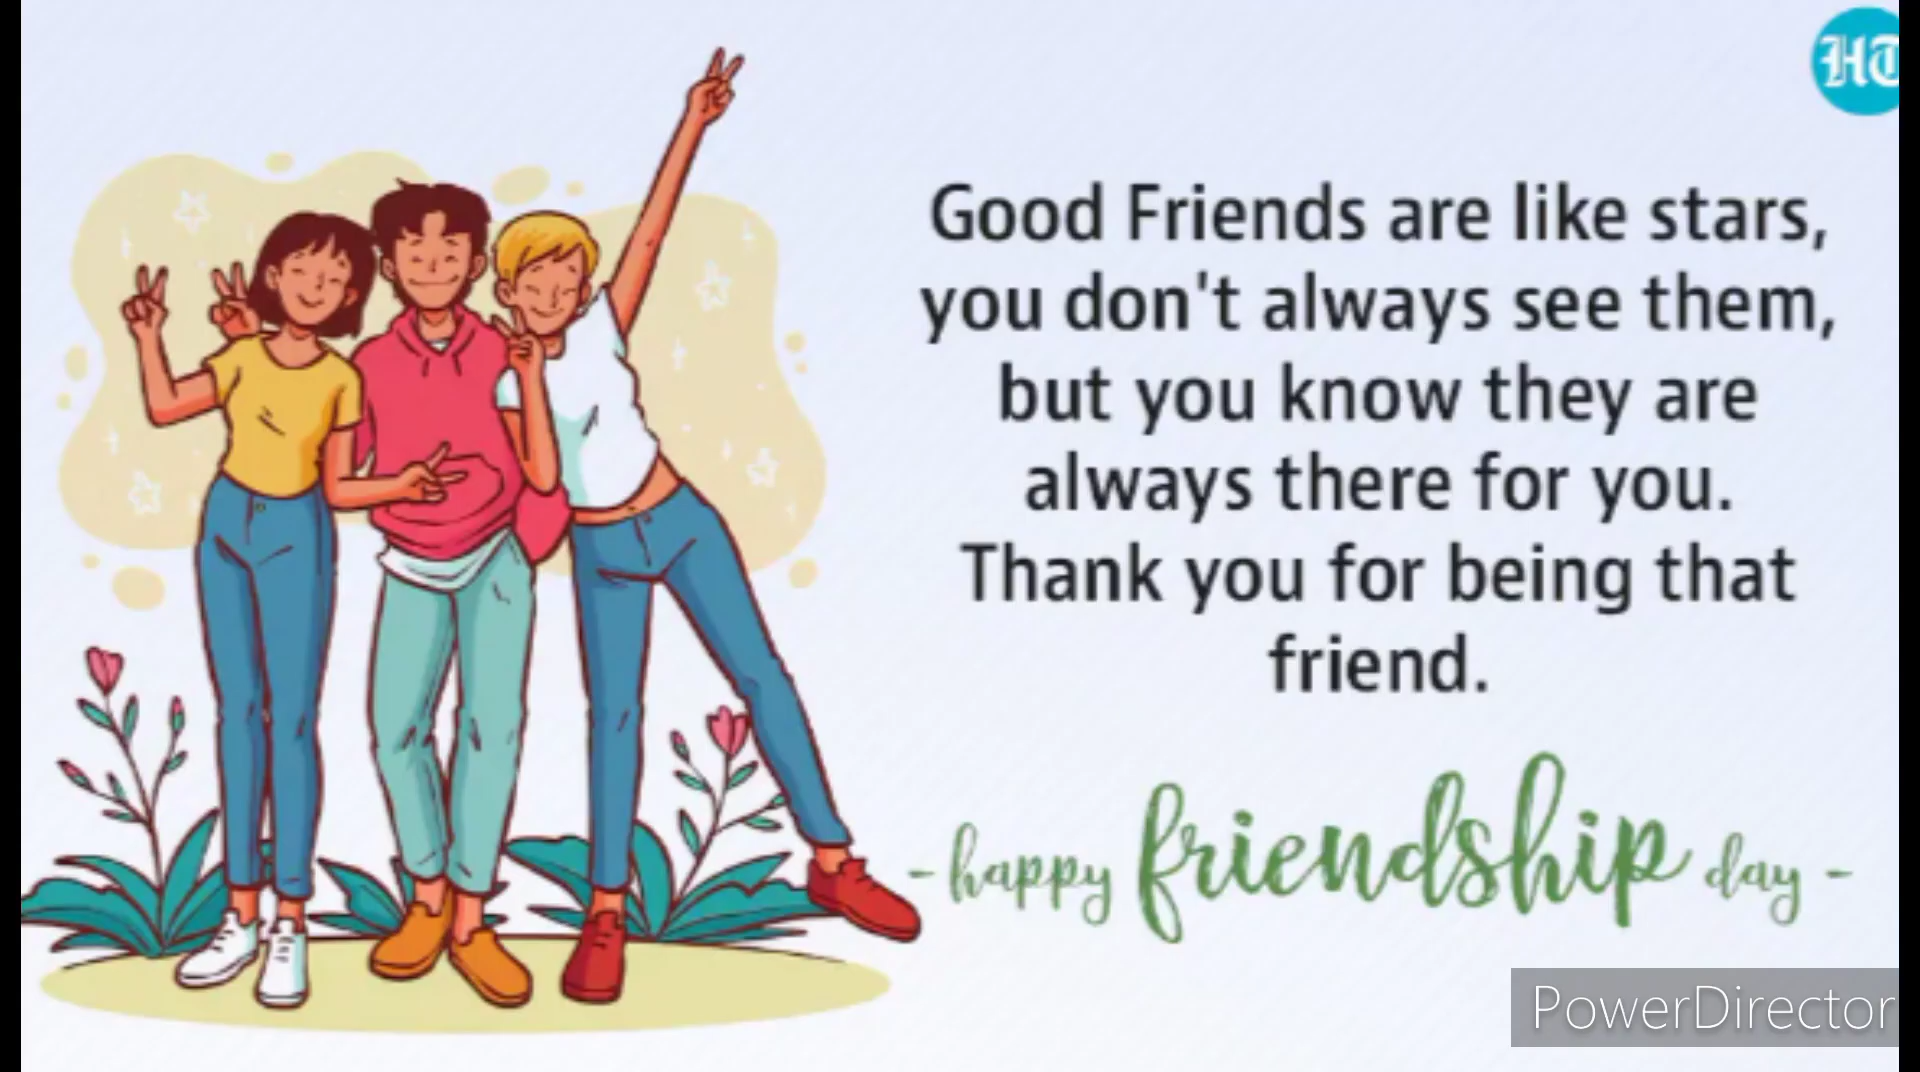 HT
Good Friends are like stars,
you don't always see them,
but you know they are
always there for you.
Thank you for being that
friend.
- happy friendship day -
PowerDirector